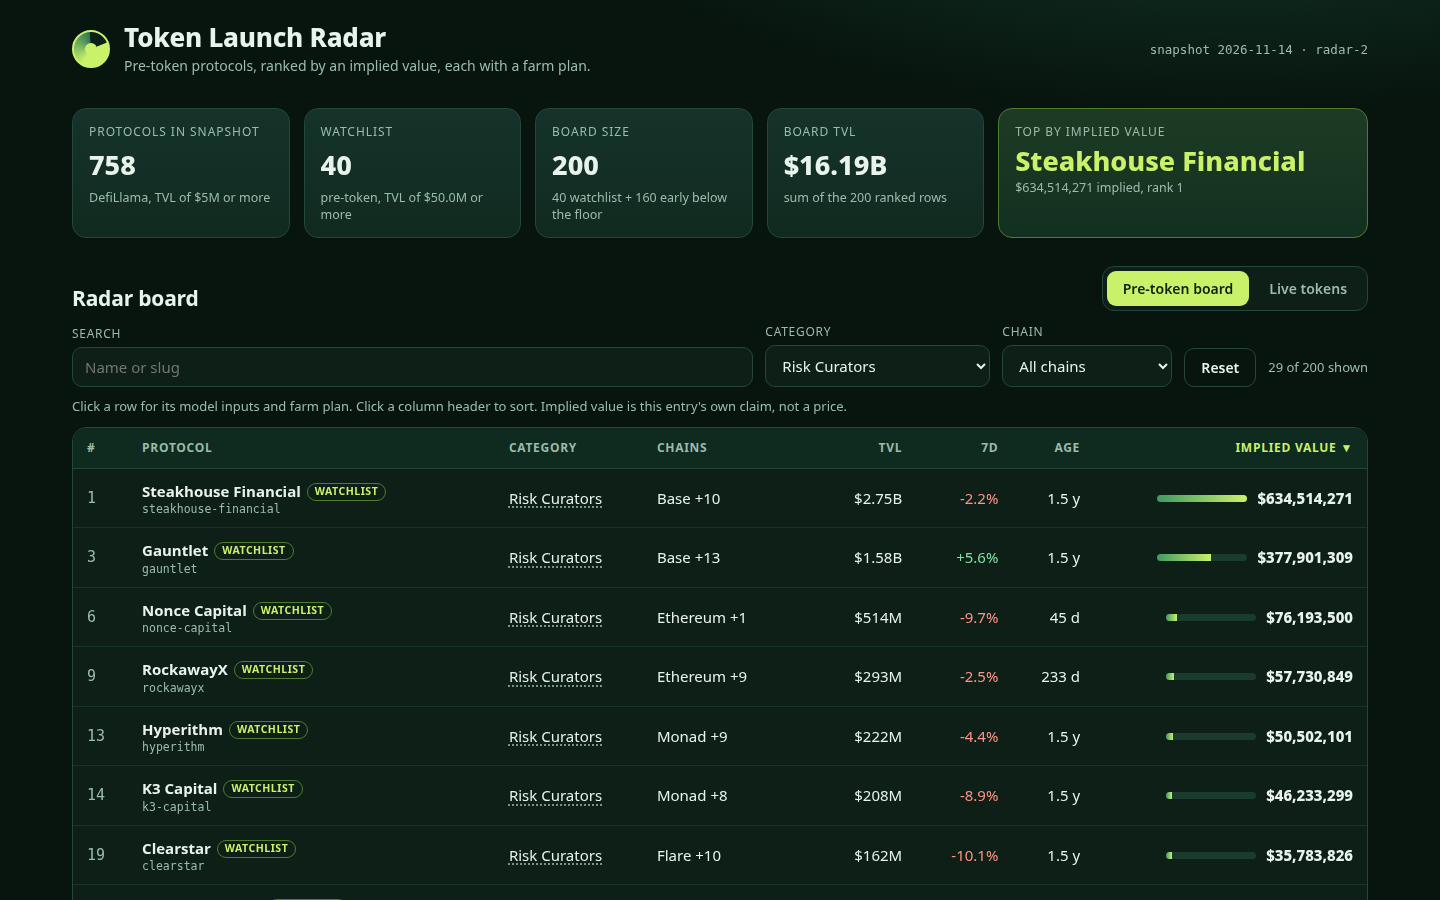 Token Launch Radar
Pre-token protocols, ranked by an implied value, each with a farm plan.
snapshot 2026-11-14 · radar-2
PROTOCOLS IN SNAPSHOT
758
DefiLlama, TVL of $5M or more
WATCHLIST
40
pre-token, TVL of $50.0M or
more
BOARD SIZE
200
40 watchlist + 160 early below
the floor
BOARD TVL
$16.19B
sum of the 200 ranked rows
TOP BY IMPLIED VALUE
Steakhouse Financial
$634,514,271 implied, rank 1
Radar board
Pre-token board Live tokens
SEARCH CATEGORY CHAIN
Name or slug Risk Curators All chains Reset 29 of 200 shown
Click a row for its model inputs and farm plan. Click a column header to sort. Implied value is this entry's own claim, not a price.
# PROTOCOL CATEGORY CHAINS TVL 7D AGE IMPLIED VALUE ▼
1 Steakhouse Financial WATCHLIST Risk Curators Base +10 $2.75B -2.2% 1.5 y $634,514,271
steakhouse-financial
3 Gauntlet WATCHLIST Risk Curators Base +13 $1.58B +5.6% 1.5 y $377,901,309
gauntlet
6 Nonce Capital WATCHLIST Risk Curators Ethereum +1 $514M -9.7% 45 d $76,193,500
nonce-capital
9 RockawayX WATCHLIST Risk Curators Ethereum +9 $293M -2.5% 233 d $57,730,849
rockawayx
13 Hyperithm WATCHLIST Risk Curators Monad +9 $222M -4.4% 1.5 y $50,502,101
hyperithm
14 K3 Capital WATCHLIST Risk Curators Monad +8 $208M -8.9% 1.5 y $46,233,299
k3-capital
19 Clearstar WATCHLIST Risk Curators Flare +10 $162M -10.1% 1.5 y $35,783,826
clearstar